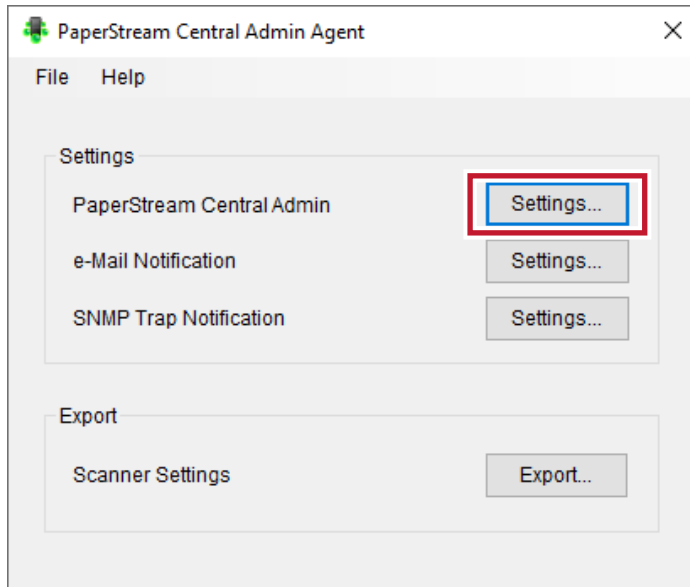 PaperStream Central Admin Agent
File Help
Settings
PaperStream Central Admin Settings...
e-Mail Notification Settings...
SNMP Trap Notification Settings...
Export
Scanner Settings Export...